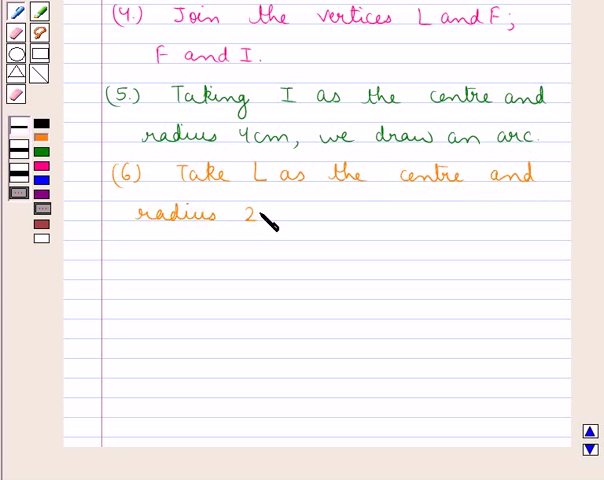 (4.) Join the vertices L and F;
F and I.
(5.) Taking I as the centre and
radius 4cm, we draw an arc.
(6) Take L as the centre and
radius 2